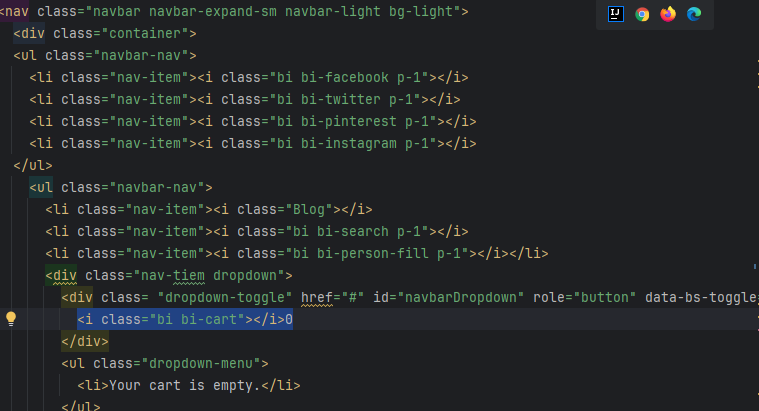 <nav class="navbar navbar-expand-sm navbar-light bg-light">
<div class="container">
<ul class="navbar-nav">
<li class="nav-item"><i class="bi bi-facebook p-1"></i>
<li class="nav-item"><i class="bi bi-twitter p-1"></i>
<li class="nav-item"><i class="bi bi-pinterest p-1"></i>
<li class="nav-item"><i class="bi bi-instagram p-1"></i>
</ul>
<ul class="navbar-nav">
<li class="nav-item"><i class="Blog"></i>
<li class="nav-item"><i class="bi bi-search p-1"></i>
<li class="nav-item"><i class="bi bi-person-fill p-1"></i></li>
<div class="nav-tiem dropdown">
<div class= "dropdown-toggle" href="#" id="navbarDropdown" role="button" data-bs-toggle
<i class="bi bi-cart"></i>0
</div>
<ul class="dropdown-menu">
<li>Your cart is empty.</li>
</ul>